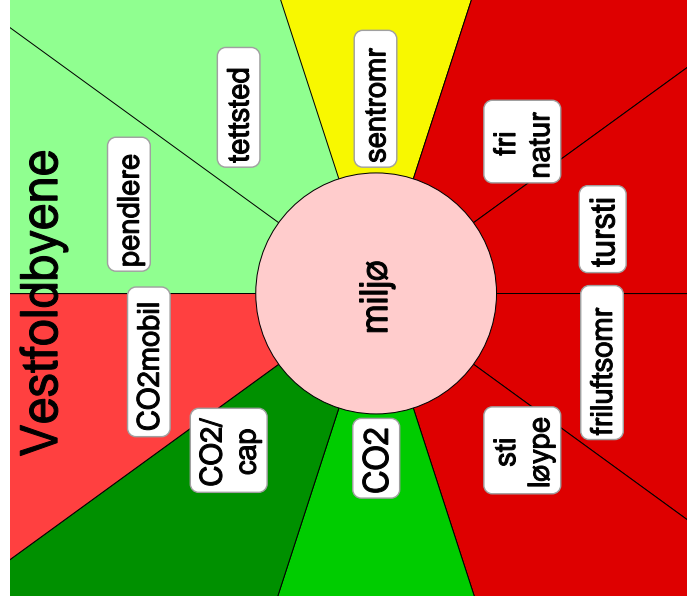 Vestfoldbyene
CO2mobil
pendlere
CO2/
cap
tettsted
CO2
miljø
sentromr
sti
løype
fri
natur
friluftsomr
tursti